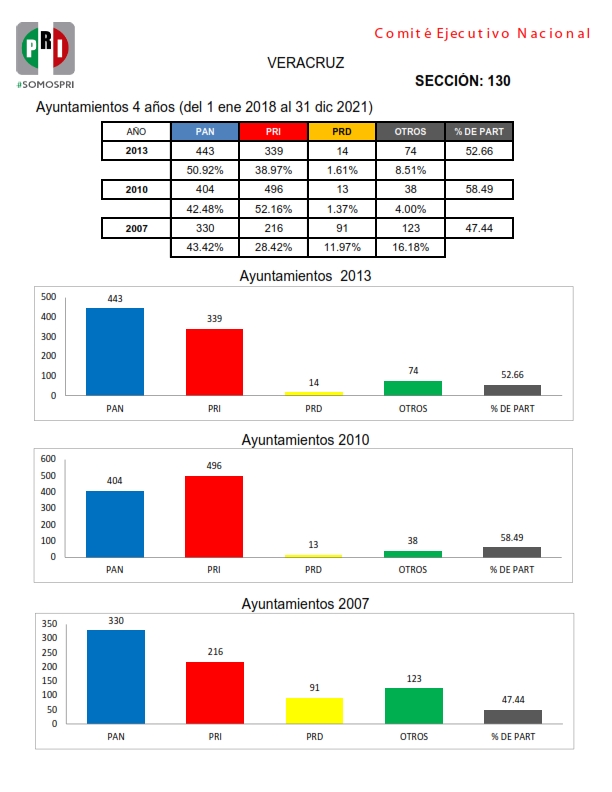 Comité Ejecutivo Nacional
PRI
#SOMOSPRI
VERACRUZ
SECCIÓN: 130
Ayuntamientos 4 años (del 1 ene 2018 al 31 dic 2021)
AÑO PAN PRI PRD OTROS % DE PART
2013 443 339 14 74 52.66
50.92% 38.97% 1.61% 8.51%
2010 404 496 13 38 58.49
42.48% 52.16% 1.37% 4.00%
2007 330 216 91 123 47.44
43.42% 28.42% 11.97% 16.18%
Ayuntamientos 2013
500
400
300
200
100
0
443 339 14 74 52.66
PAN PRI PRD OTROS % DE PART
Ayuntamientos 2010
600
500
400
300
200
100
0
404 496 13 38 58.49
PAN PRI PRD OTROS % DE PART
Ayuntamientos 2007
350
300
250
200
150
100
50
0
330 216 91 123 47.44
PAN PRI PRD OTROS % DE PART